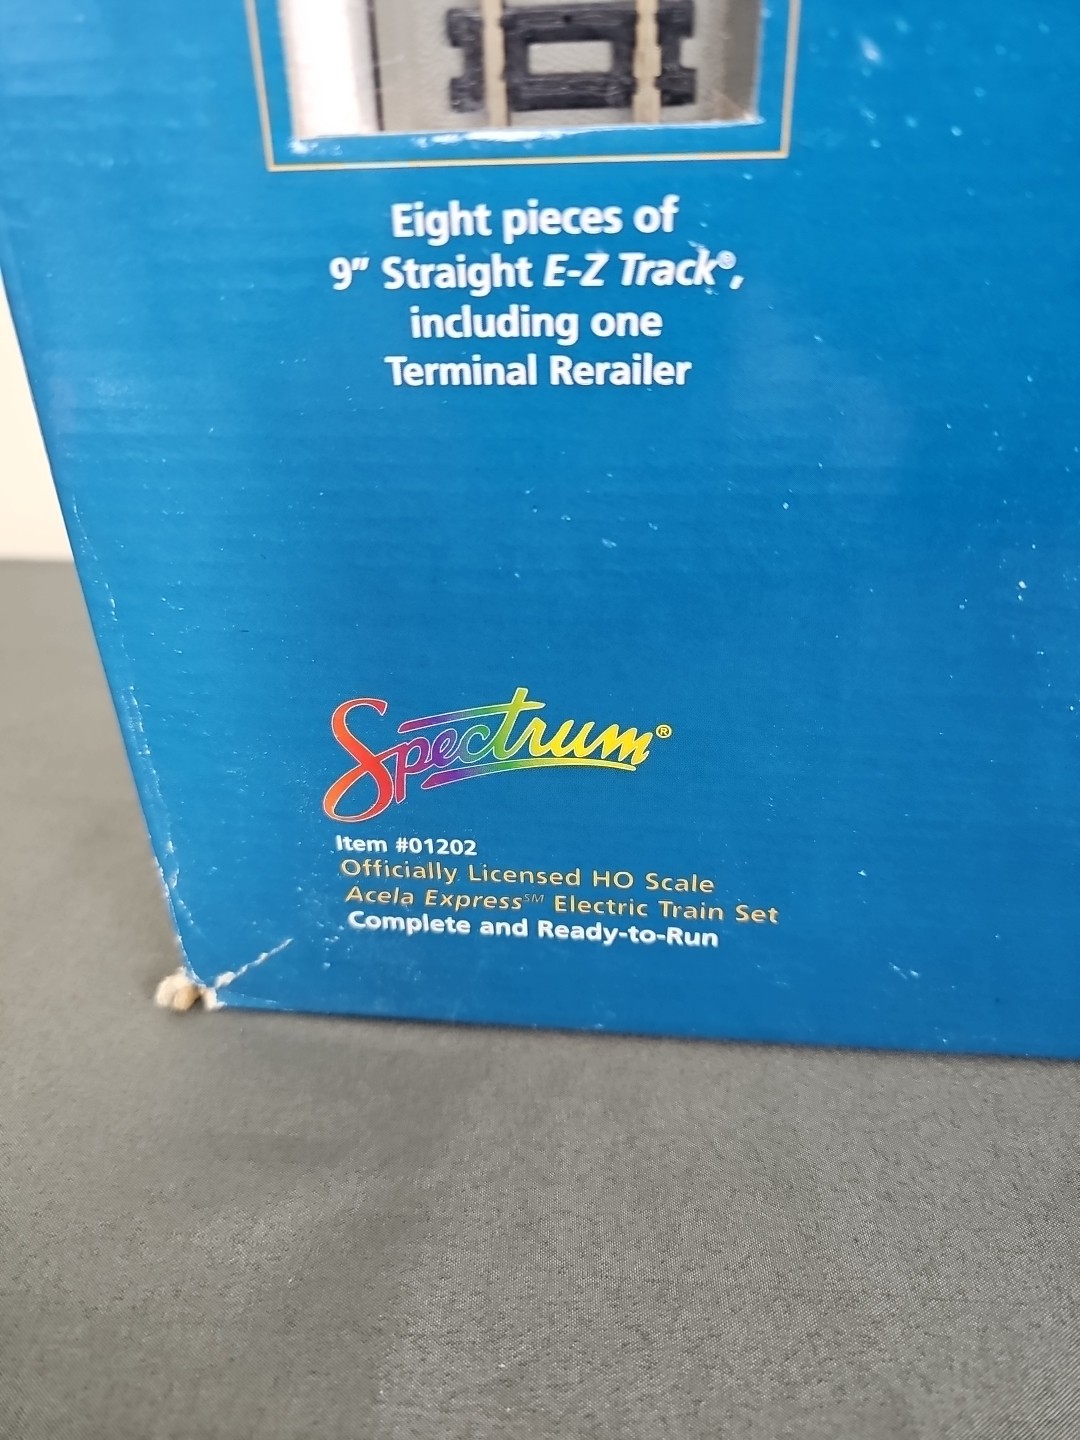 Eight pieces of
9" Straight E-Z Track®,
including one
Terminal Rerailer
Spectrum®
Item #01202
Officially Licensed HO Scale
Acela Express℠ Electric Train Set
Complete and Ready-to-Run